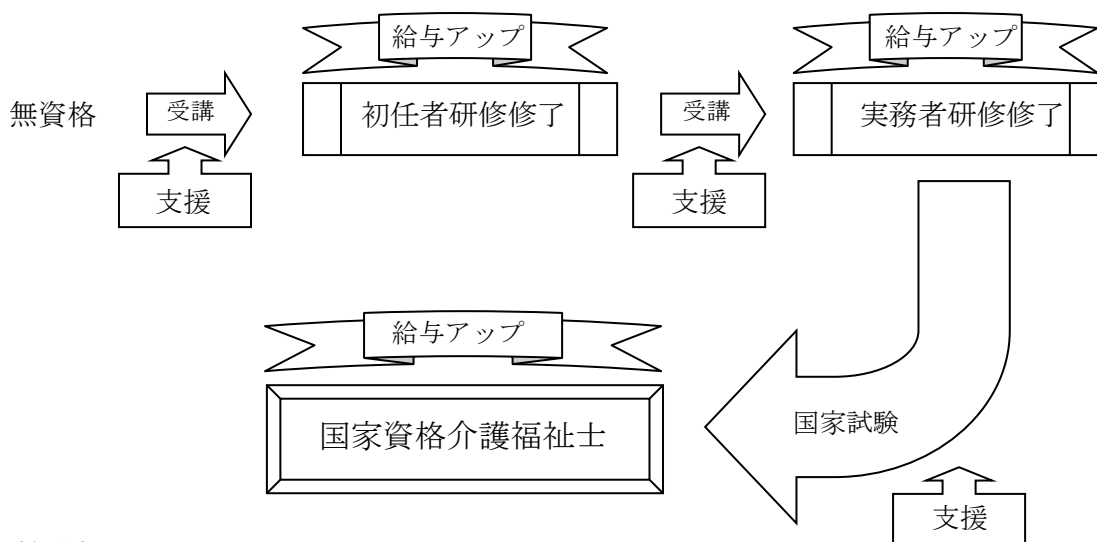 給与アップ
給与アップ
無資格
受講
初任者研修修了
受講
実務者研修修了
支援
支援
給与アップ
国家資格介護福祉士
国家試験
支援